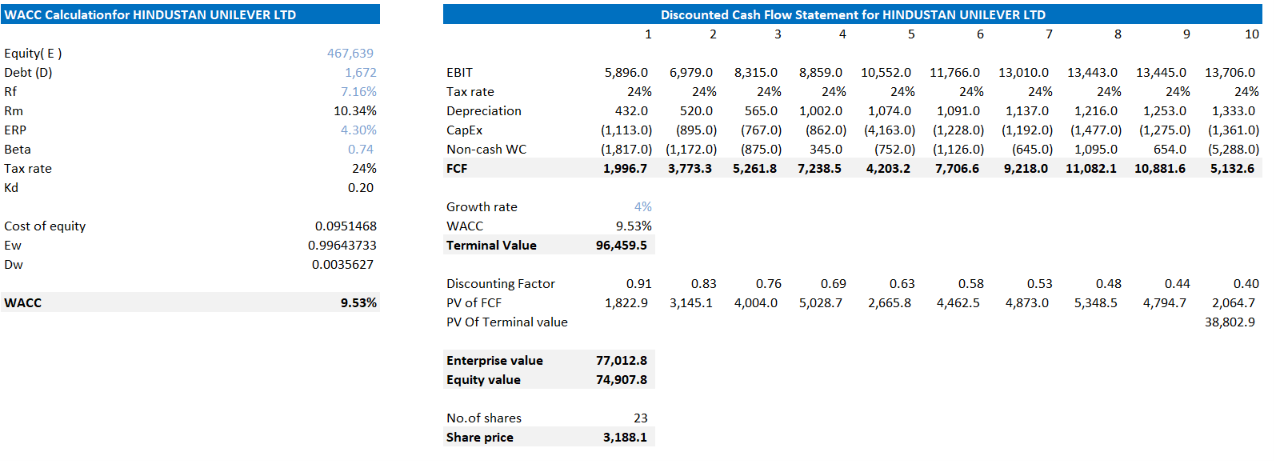 WACC Calculationfor HINDUSTAN UNILEVER LTD
Equity( E ) 467,639
Debt (D) 1,672
Rf 7.16%
Rm 10.34%
ERP 4.30%
Beta 0.74
Tax rate 24%
Kd 0.20
Cost of equity 0.0951468
Ew 0.99643733
Dw 0.0035627
WACC 9.53%
Discounted Cash Flow Statement for HINDUSTAN UNILEVER LTD
1 2 3 4 5 6 7 8 9 10
EBIT 5,896.0 6,979.0 8,315.0 8,859.0 10,552.0 11,766.0 13,010.0 13,443.0 13,445.0 13,706.0
Tax rate 24% 24% 24% 24% 24% 24% 24% 24% 24% 24%
Depreciation 432.0 520.0 565.0 1,002.0 1,074.0 1,091.0 1,137.0 1,216.0 1,253.0 1,333.0
CapEx (1,113.0) (895.0) (767.0) (862.0) (4,163.0) (1,228.0) (1,192.0) (1,477.0) (1,275.0) (1,361.0)
Non-cash WC (1,817.0) (1,172.0) (875.0) 345.0 (752.0) (1,126.0) (645.0) 1,095.0 654.0 (5,288.0)
FCF 1,996.7 3,773.3 5,261.8 7,238.5 4,203.2 7,706.6 9,218.0 11,082.1 10,881.6 5,132.6
Growth rate 4%
WACC 9.53%
Terminal Value 96,459.5
Discounting Factor 0.91 0.83 0.76 0.69 0.63 0.58 0.53 0.48 0.44 0.40
PV of FCF 1,822.9 3,145.1 4,004.0 5,028.7 2,665.8 4,462.5 4,873.0 5,348.5 4,794.7 2,064.7
PV Of Terminal value 38,802.9
Enterprise value 77,012.8
Equity value 74,907.8
No.of shares 23
Share price 3,188.1